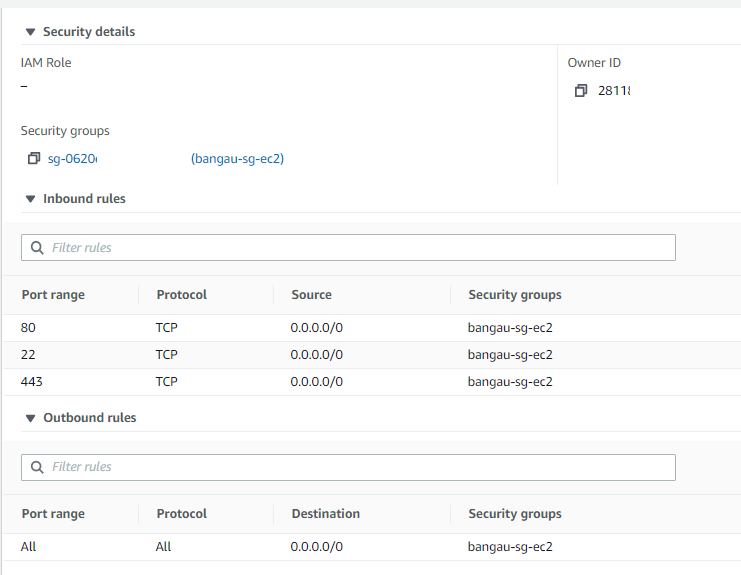 Security details
IAM Role
Owner ID
–
28118
Security groups
sg-0620 (bangau-sg-ec2)
Inbound rules
Filter rules
Port range Protocol Source Security groups
80 TCP 0.0.0.0/0 bangau-sg-ec2
22 TCP 0.0.0.0/0 bangau-sg-ec2
443 TCP 0.0.0.0/0 bangau-sg-ec2
Outbound rules
Filter rules
Port range Protocol Destination Security groups
All All 0.0.0.0/0 bangau-sg-ec2